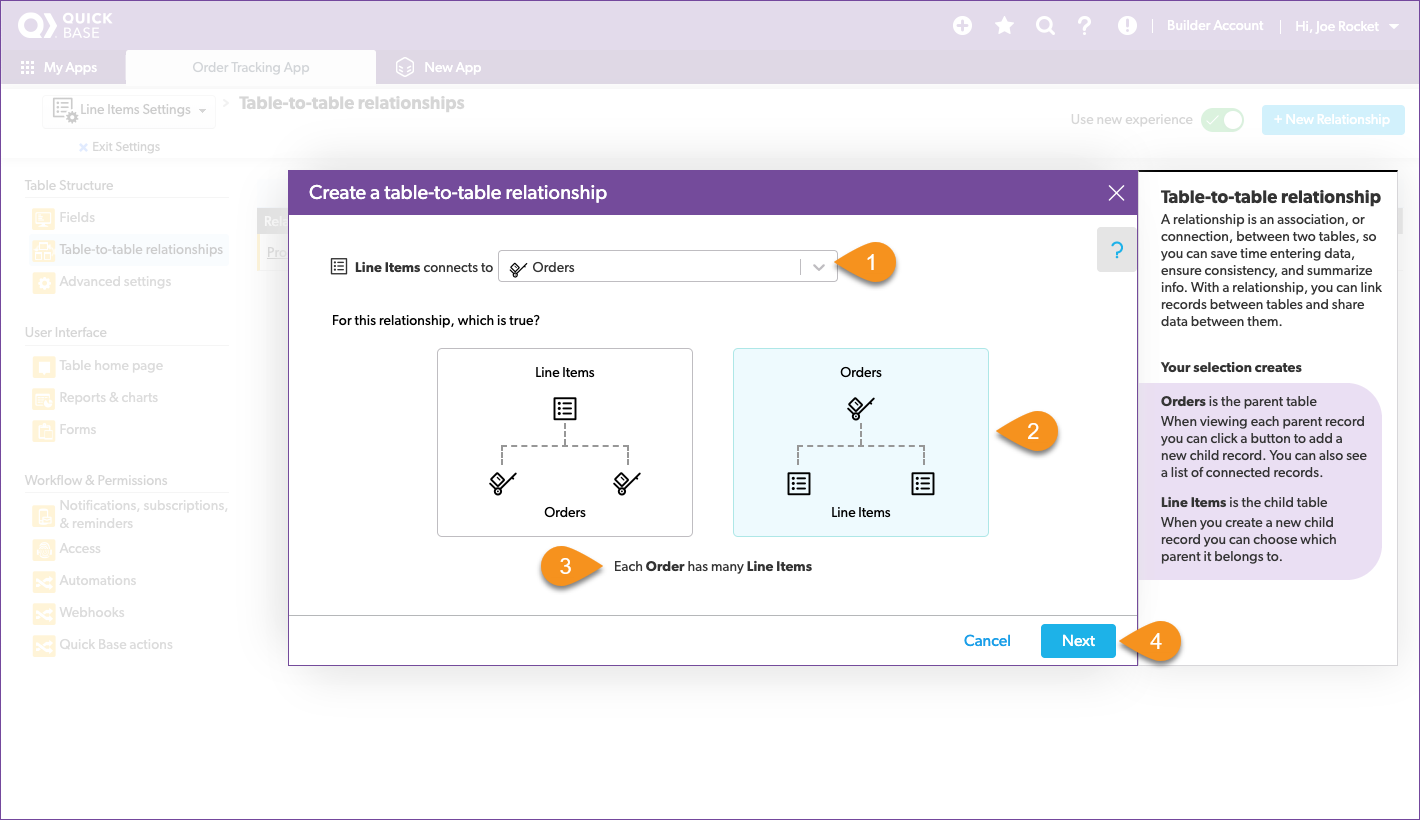 QUICK
BASE
Builder Account
Hi, Joe Rocket
My Apps
Order Tracking App
New App
Line Items Settings
> Table-to-table relationships
Exit Settings
Use new experience
+ New Relationship
Table Structure
Fields
Table-to-table relationships
Advanced settings
User Interface
Table home page
Reports & charts
Forms
Workflow & Permissions
Notifications, subscriptions,
& reminders
Access
Automations
Webhooks
Quick Base actions
Rela
Pro
Create a table-to-table relationship
?
Line Items connects to
Orders
1
For this relationship, which is true?
Line Items
Orders
Orders
Line Items
2
3
Each Order has many Line Items
Cancel
Next
4
Table-to-table relationship
A relationship is an association, or
connection, between two tables, so
you can save time entering data,
ensure consistency, and summarize
info. With a relationship, you can link
records between tables and share
data between them.
Your selection creates
Orders is the parent table
When viewing each parent record
you can click a button to add a
new child record. You can also see
a list of connected records.
Line Items is the child table
When you create a new child
record you can choose which
parent it belongs to.